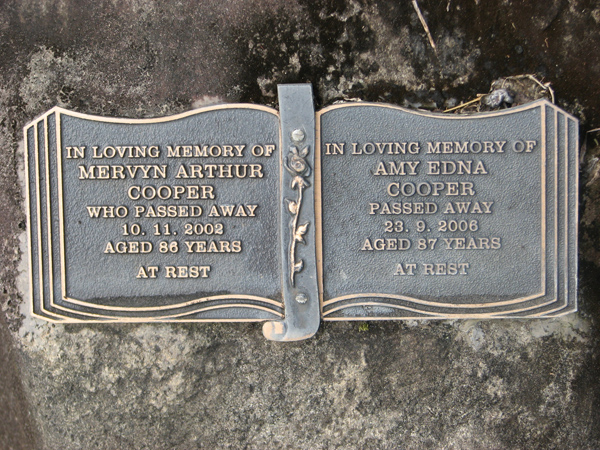 IN LOVING MEMORY OF
MERVYN ARTHUR
COOPER
WHO PASSED AWAY
10. 11. 2002
AGED 86 YEARS
AT REST
IN LOVING MEMORY OF
AMY EDNA
COOPER
PASSED AWAY
23. 9. 2006
AGED 87 YEARS
AT REST